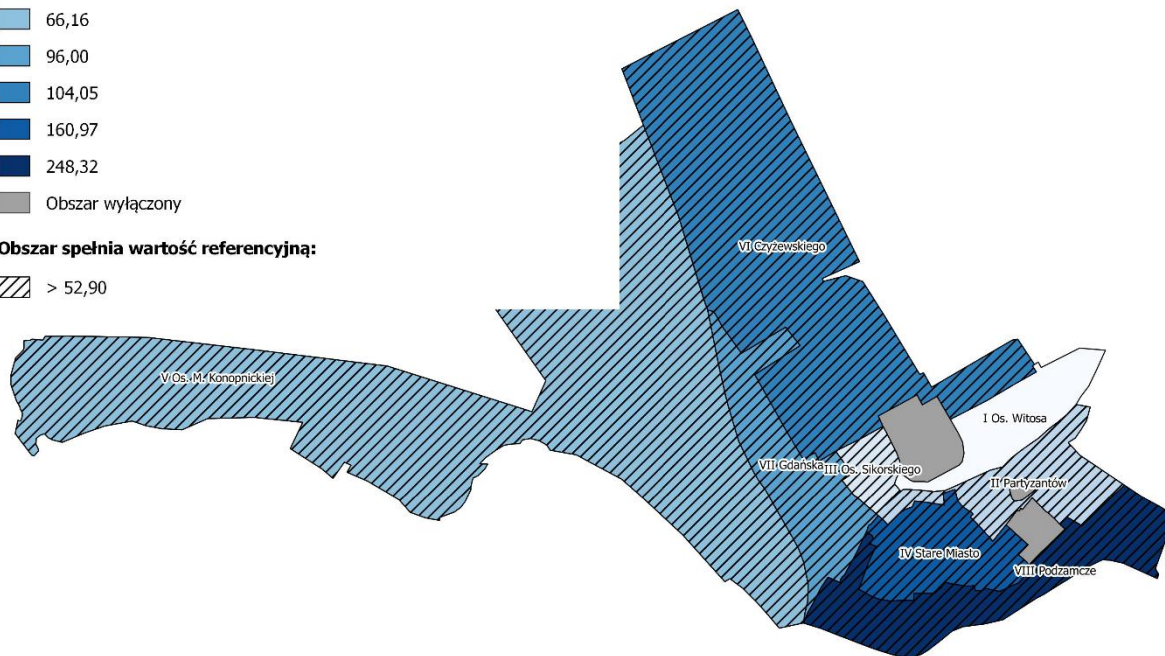 66,16
96,00
104,05
160,97
248,32
Obszar wyłączony
Obszar spełnia wartość referencyjną:
> 52,90
VI Czyżewskiego
V Os. M. Konopnickiej
I Os. Witosa
VII Gdańska
III Os. Sikorskiego
II Partyzantów
IV Stare Miasto
VIII Podzamcze